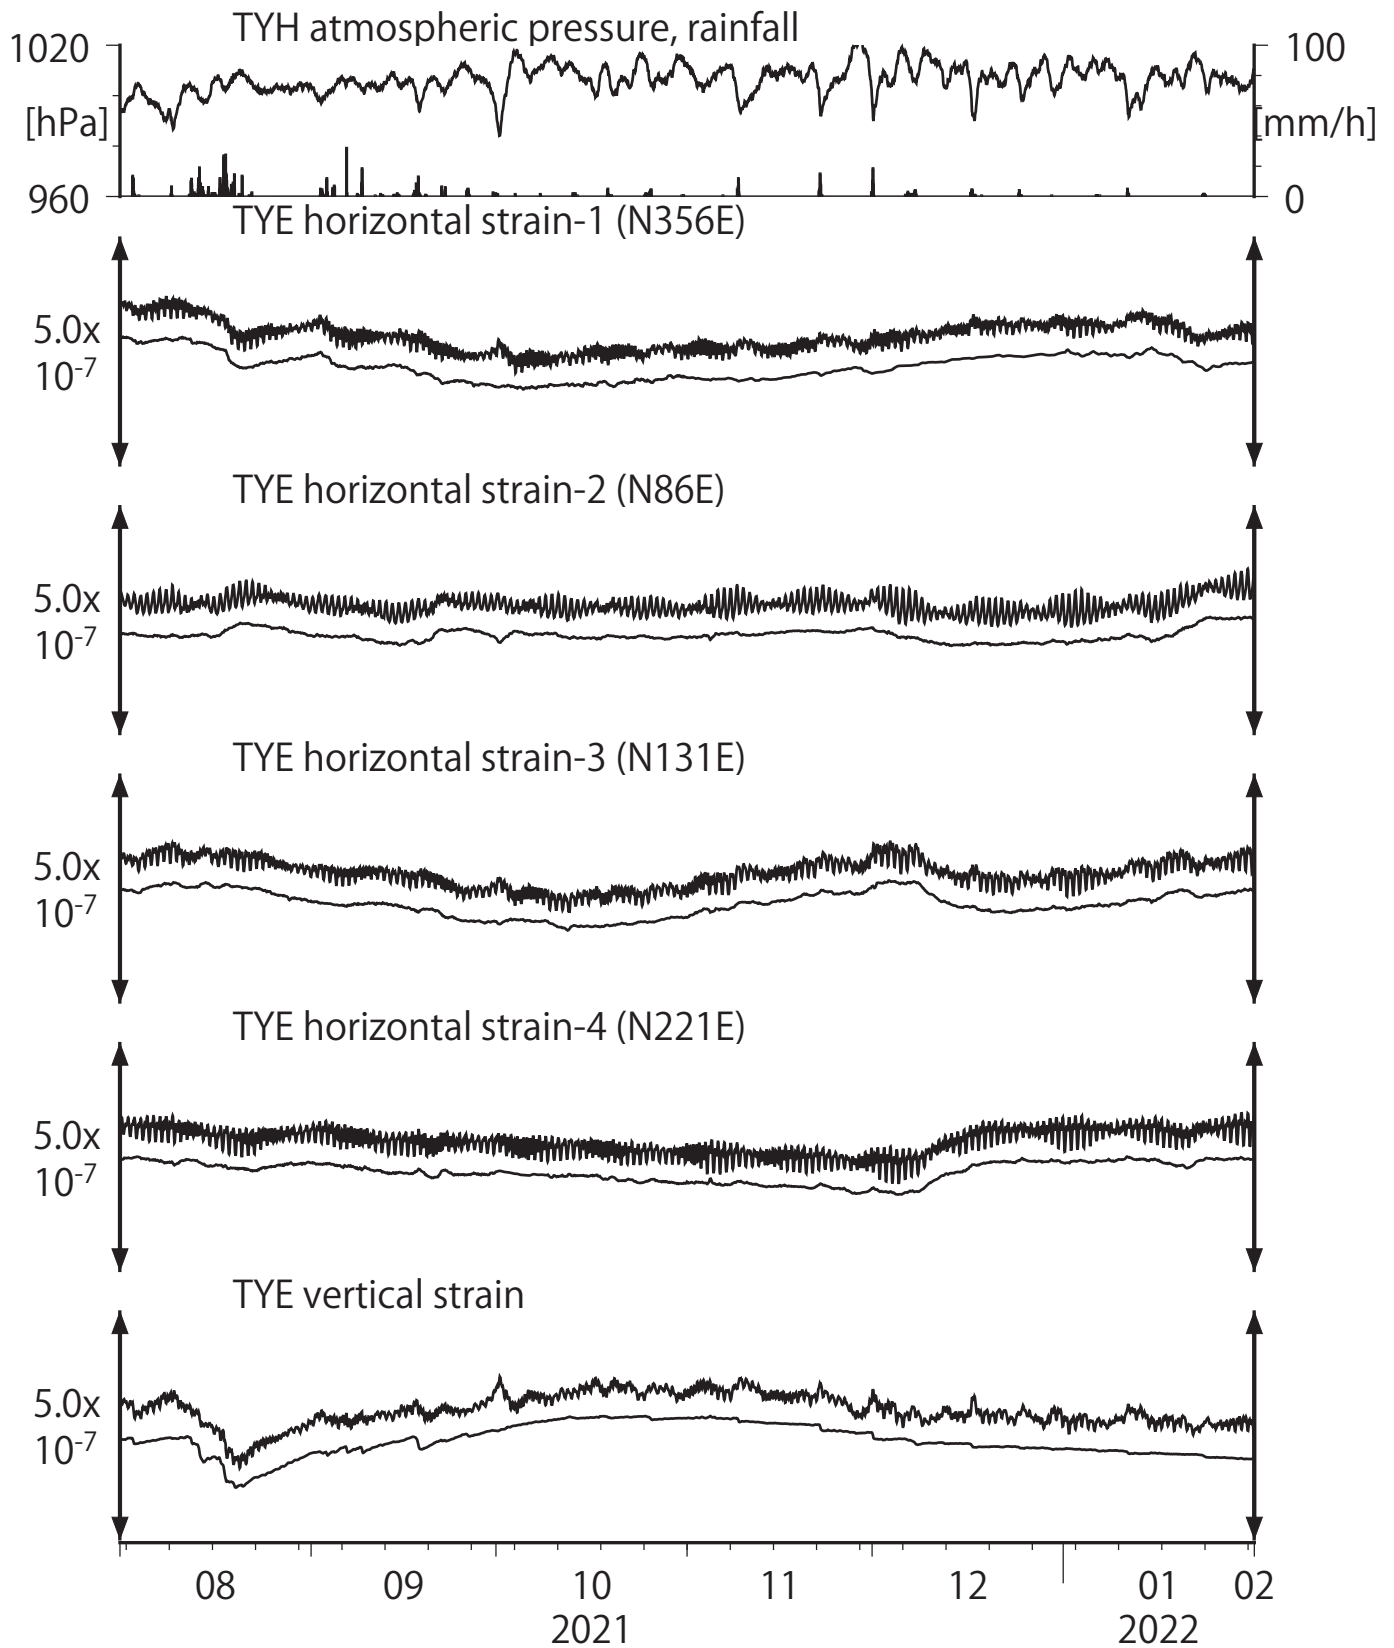 TYH atmospheric pressure, rainfall
1020 100
[hPa] [mm/h]
960 0
TYE horizontal strain-1 (N356E)
5.0x
10-7
TYE horizontal strain-2 (N86E)
5.0x
10-7
TYE horizontal strain-3 (N131E)
5.0x
10-7
TYE horizontal strain-4 (N221E)
5.0x
10-7
TYE vertical strain
5.0x
10-7
08 09 10 11 12 01 02
2021 2022